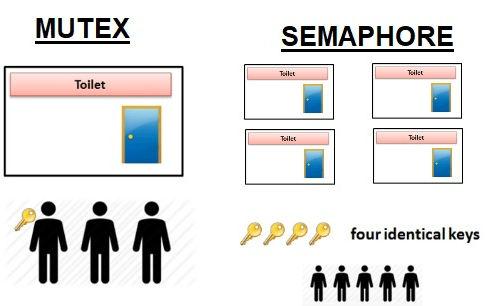 MUTEX
Toilet
SEMAPHORE
Toilet
Toilet
Toilet
Toilet
four identical keys